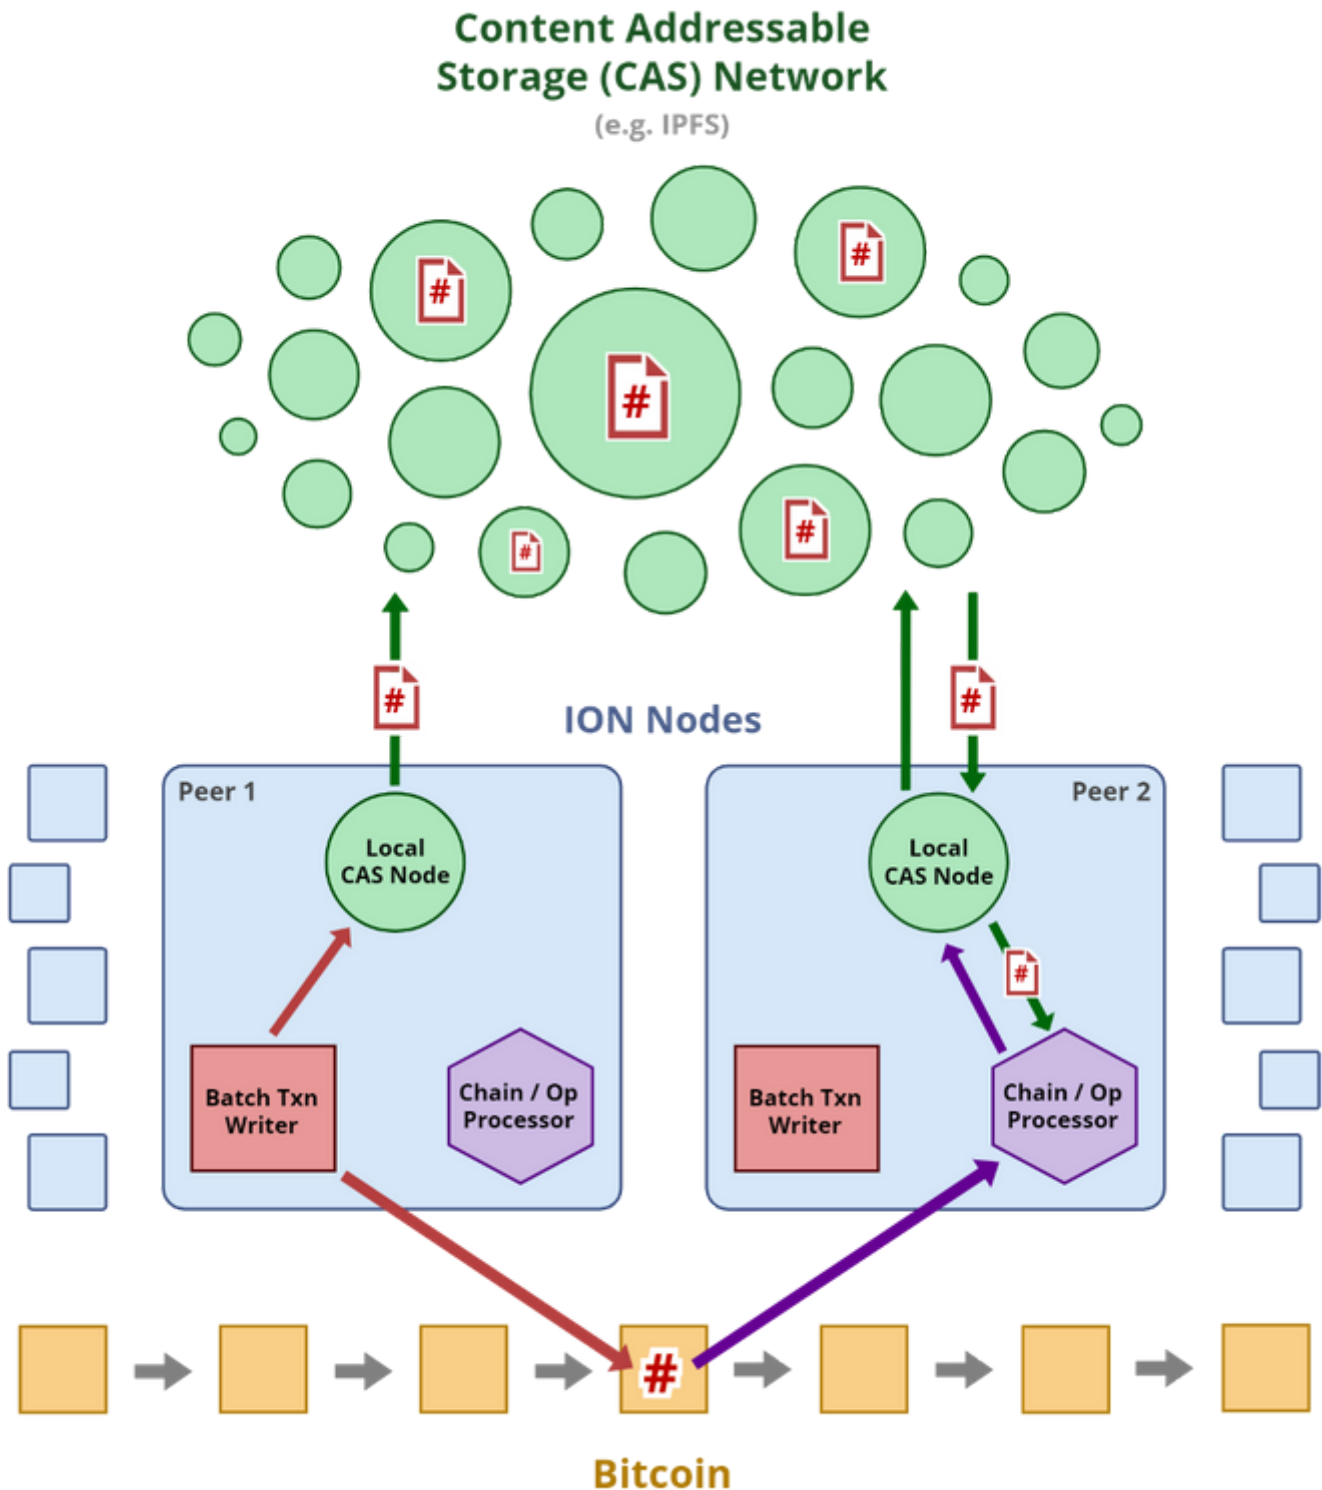 Content Addressable
Storage (CAS) Network
(e.g. IPFS)
#
#
#
#
#
#
#
ION Nodes
Peer 1
Peer 2
Local
CAS Node
Local
CAS Node
#
Batch Txn
Writer
Chain / Op
Processor
Batch Txn
Writer
Chain / Op
Processor
#
Bitcoin